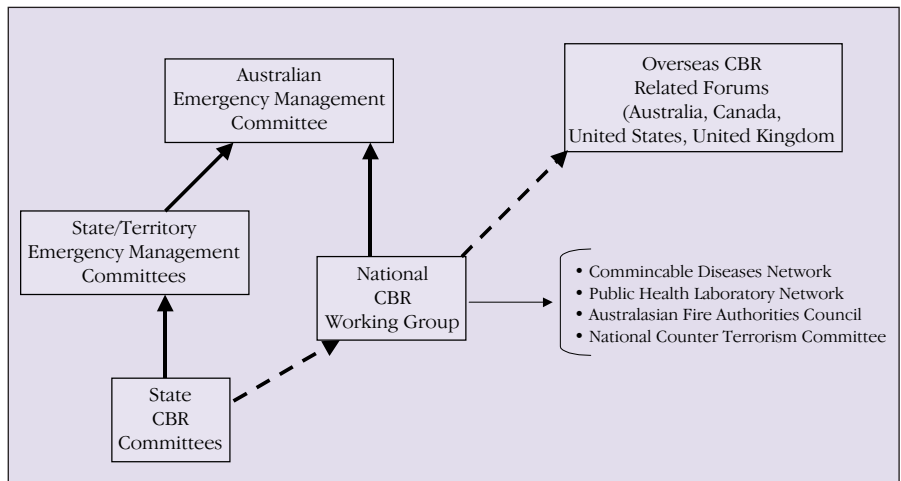 Australian
Emergency Management
Committee
Overseas CBR
Related Forums
(Australia, Canada,
United States, United Kingdom
State/Territory
Emergency Management
Committees
National
CBR
Working Group
• Commincable Diseases Network
• Public Health Laboratory Network
• Australasian Fire Authorities Council
• National Counter Terrorism Committee
State
CBR
Committees